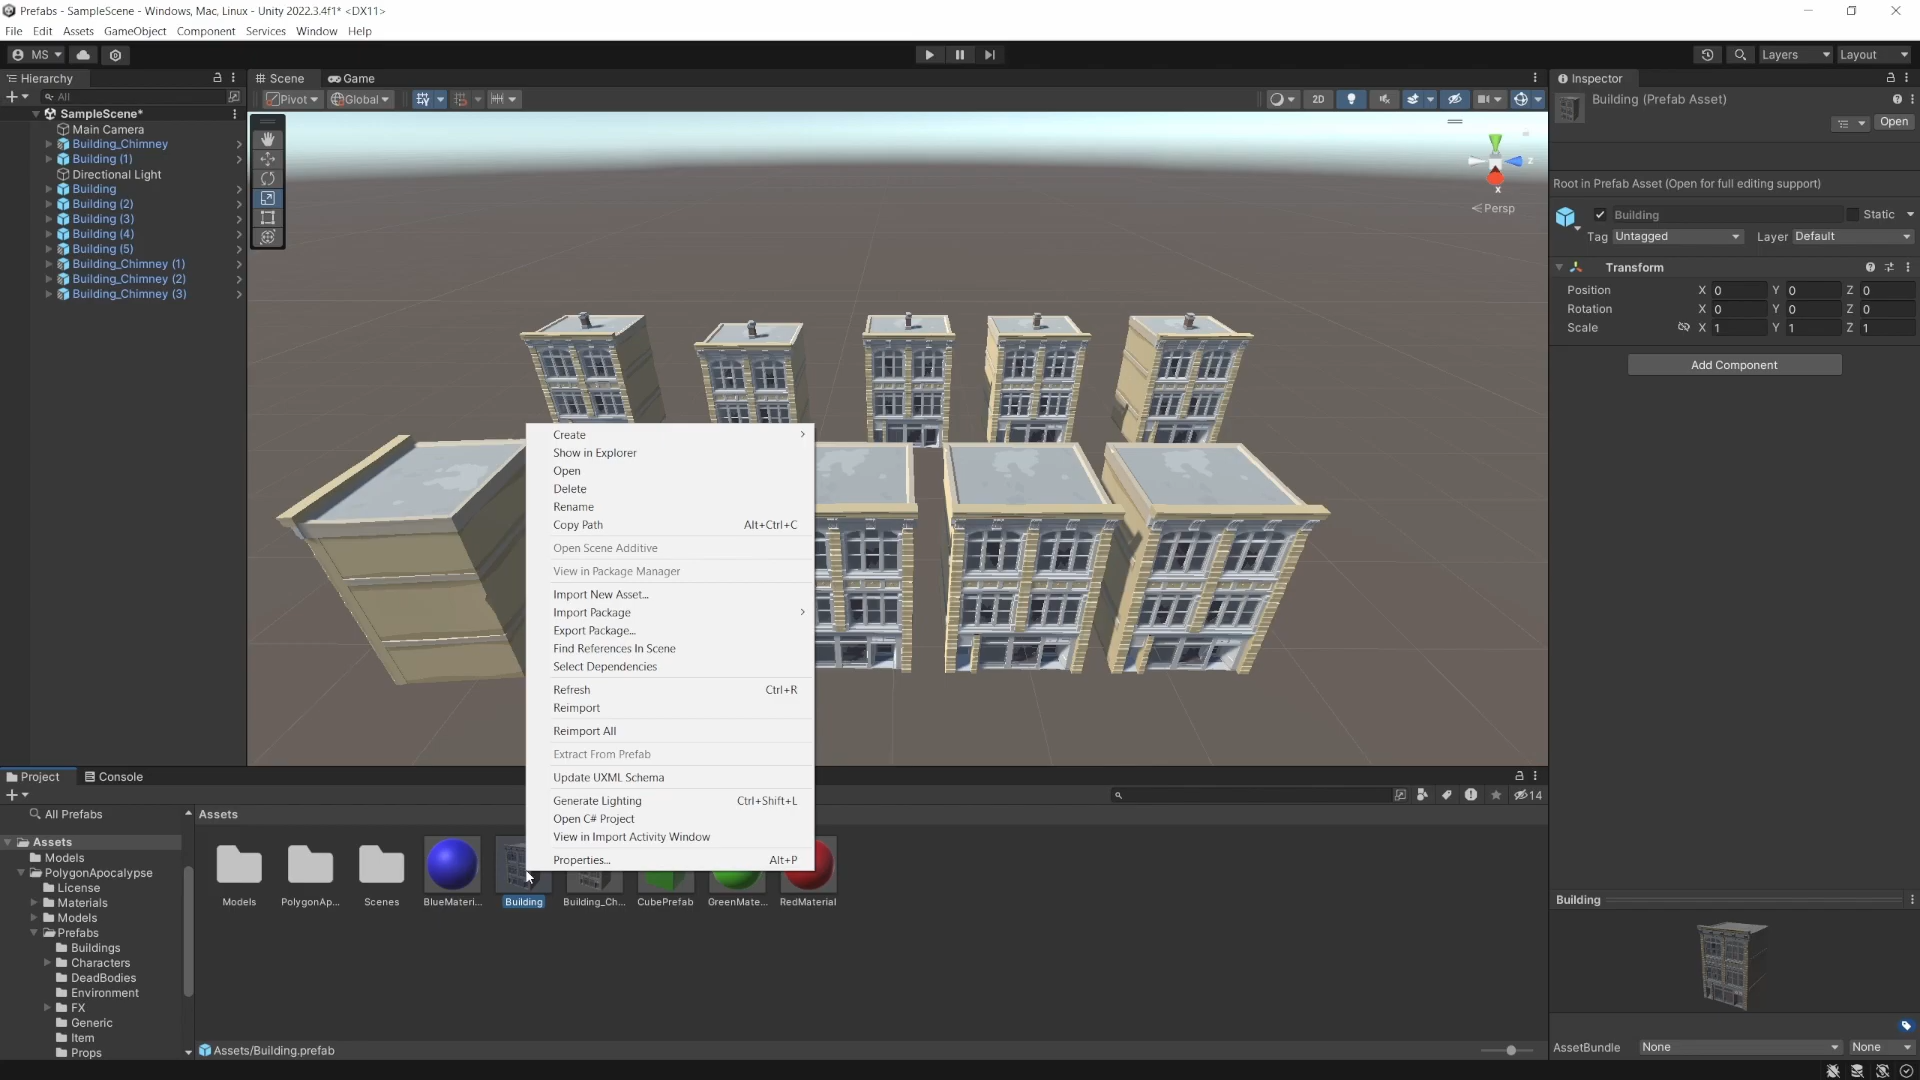 Prefabs - SampleScene - Windows, Mac, Linux - Unity 2022.3.4f1* <DX11>
File Edit Assets GameObject Component Services Window Help
MS Layers Layout
Hierarchy
All
SampleScene*
Main Camera
Building_Chimney
Building (1)
Directional Light
Building
Building (2)
Building (3)
Building (4)
Building (5)
Building_Chimney (1)
Building_Chimney (2)
Building_Chimney (3)
Scene Game
Pivot Global 2D
z
x
Persp
Create
Show in Explorer
Open
Delete
Rename
Copy Path Alt+Ctrl+C
Open Scene Additive
View in Package Manager
Import New Asset...
Import Package
Export Package...
Find References In Scene
Select Dependencies
Refresh Ctrl+R
Reimport
Reimport All
Extract From Prefab
Update UXML Schema
Generate Lighting Ctrl+Shift+L
Open C# Project
View in Import Activity Window
Properties... Alt+P
Inspector
Building (Prefab Asset)
Open
Root in Prefab Asset (Open for full editing support)
Building Static
Tag Untagged Layer Default
Transform
Position X 0 Y 0 Z 0
Rotation X 0 Y 0 Z 0
Scale X 1 Y 1 Z 1
Add Component
Project Console
14
All Prefabs
Assets
Models
PolygonApocalypse
License
Materials
Models
Prefabs
Buildings
Characters
DeadBodies
Environment
FX
Generic
Item
Props
Assets
Models PolygonAp... Scenes BlueMateri... Building Building_Ch... CubePrefab GreenMate... RedMaterial
Assets/Building.prefab
Building
AssetBundle None None